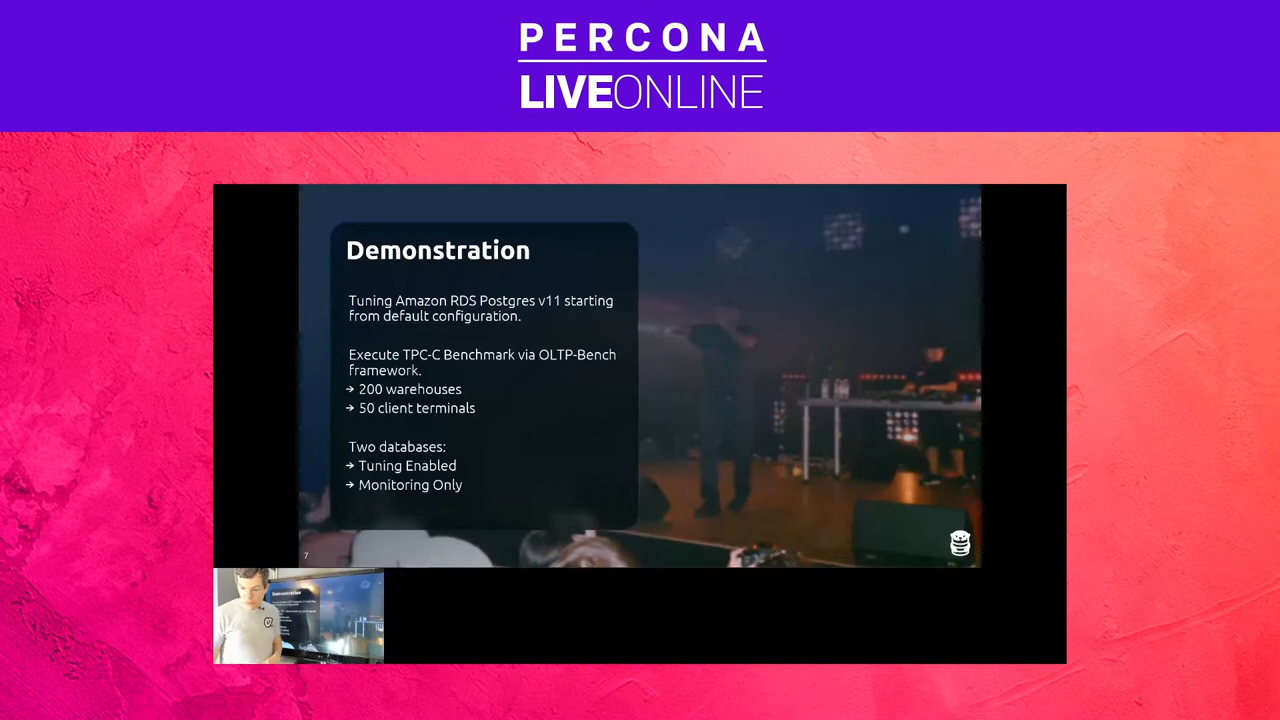 PERCONA
LIVEONLINE
Demonstration
Tuning Amazon RDS Postgres v11 starting
from default configuration.
Execute TPC-C Benchmark via OLTP-Bench
framework.
→ 200 warehouses
→ 50 client terminals
Two databases:
→ Tuning Enabled
→ Monitoring Only
7
Demonstration